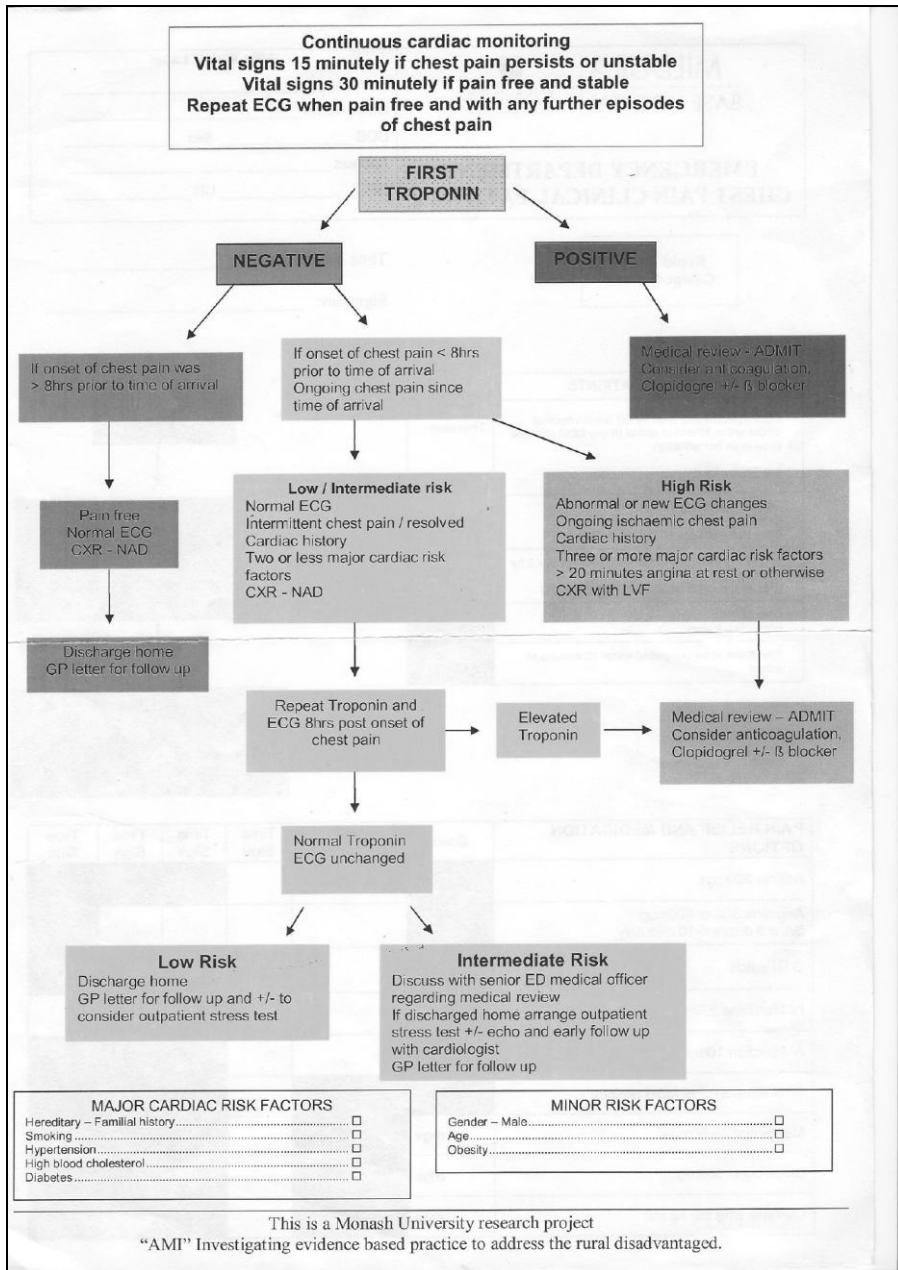 Continuous cardiac monitoring
Vital signs 15 minutely if chest pain persists or unstable
Vital signs 30 minutely if pain free and stable
Repeat ECG when pain free and with any further episodes
of chest pain
FIRST
TROPONIN
NEGATIVE
POSITIVE
If onset of chest pain was
> 8hrs prior to time of arrival
If onset of chest pain < 8hrs
prior to time of arrival
Ongoing chest pain since
time of arrival
Medical review - ADMIT
Consider ant coagulation,
Clopidogrel +/- ß blocker
Pain free
Normal ECG
CXR - NAD
Low / Intermediate risk
Normal ECG
Intermittent chest pain / resolved
Cardiac history
Two or less major cardiac risk
factors
CXR - NAD
High Risk
Abnormal or new ECG changes
Ongoing ischaemic chest pain
Cardiac history
Three or more major cardiac risk factors
> 20 minutes angina at rest or otherwise
CXR with LVF
Discharge home
GP letter for follow up
Repeat Troponin and
ECG 8hrs post onset of
chest pain
Elevated
Troponin
Medical review – ADMIT
Consider anticoagulation,
Clopidogrel +/- ß blocker
Normal Troponin
ECG unchanged
Low Risk
Discharge home
GP letter for follow up and +/- to
consider outpatient stress test
Intermediate Risk
Discuss with senior ED medical officer
regarding medical review
If discharged home arrange outpatient
stress test +/- echo and early follow up
with cardiologist
GP letter for follow up
MAJOR CARDIAC RISK FACTORS
Hereditary – Familial history
Smoking
Hypertension
High blood cholesterol
Diabetes
MINOR RISK FACTORS
Gender – Male
Age
Obesity
This is a Monash University research project
"AMI" Investigating evidence based practice to address the rural disadvantaged.